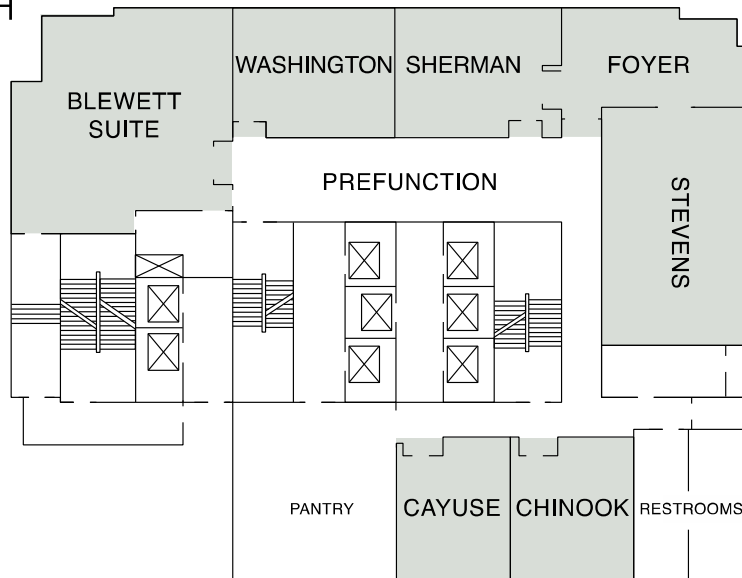 H
WASHINGTON
SHERMAN
FOYER
BLEWETT
SUITE
PREFUNCTION
STEVENS
PANTRY
CAYUSE
CHINOOK
RESTROOMS